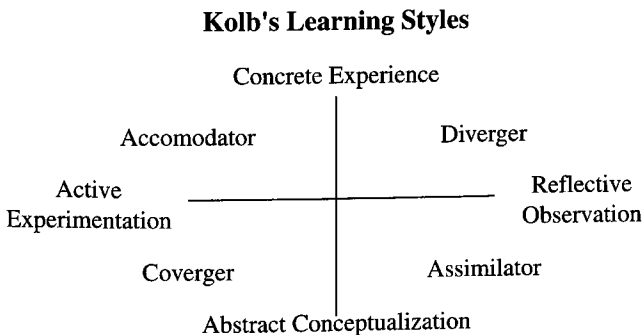 Kolb's Learning Styles
Concrete Experience
Accomodator
Diverger
Active
Experimentation
Reflective
Observation
Coverger
Assimilator
Abstract Conceptualization